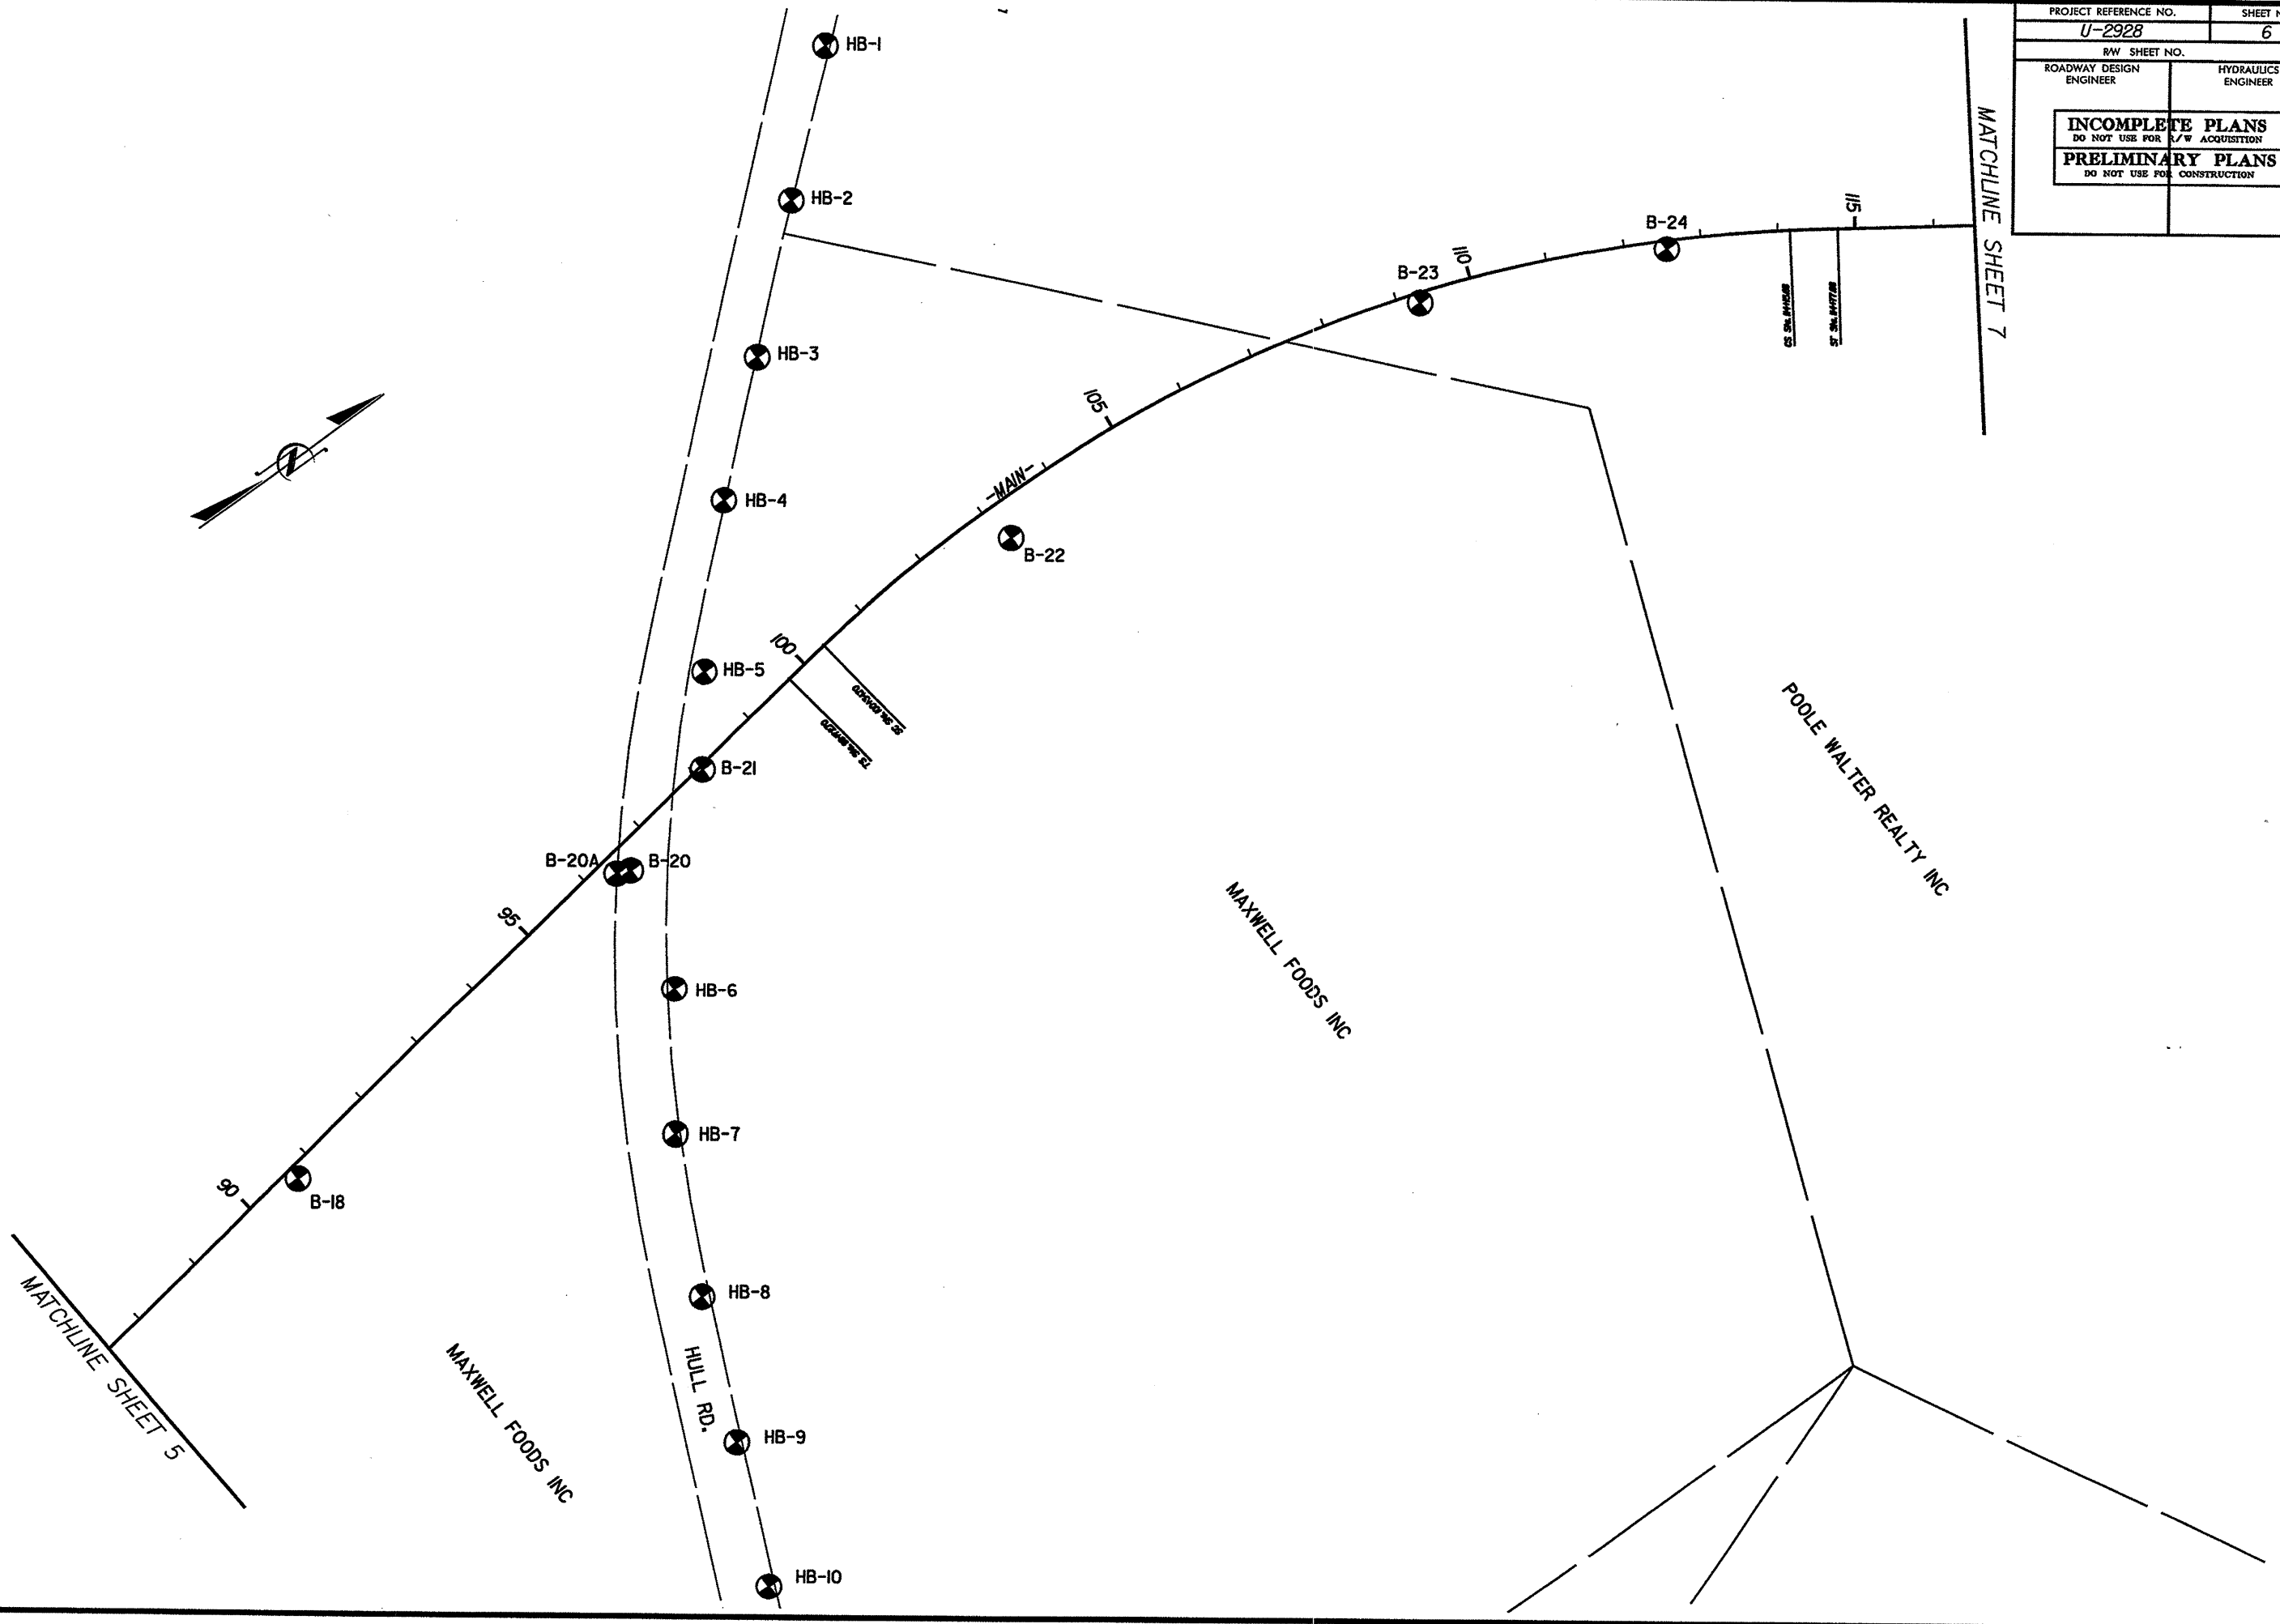 PROJECT REFERENCE NO.
SHEET N
U-2928
6
R/W SHEET NO.
ROADWAY DESIGN
ENGINEER
HYDRAULICS
ENGINEER
INCOMPLETE PLANS
DO NOT USE FOR R/W ACQUISITION
PRELIMINARY PLANS
DO NOT USE FOR CONSTRUCTION
MATCHLINE SHEET 7
HB-1
HB-2
115
B-24
110
B-23
HB-3
105
-MAIN-
HB-4
B-22
100
HB-5
B-21
B-20A
B-20
95
HB-6
POOLE WALTER REALTY INC
MAXWELL FOODS INC
HB-7
90
B-18
HB-8
MATCHLINE SHEET 5
MAXWELL FOODS INC
HULL RD.
HB-9
HB-10